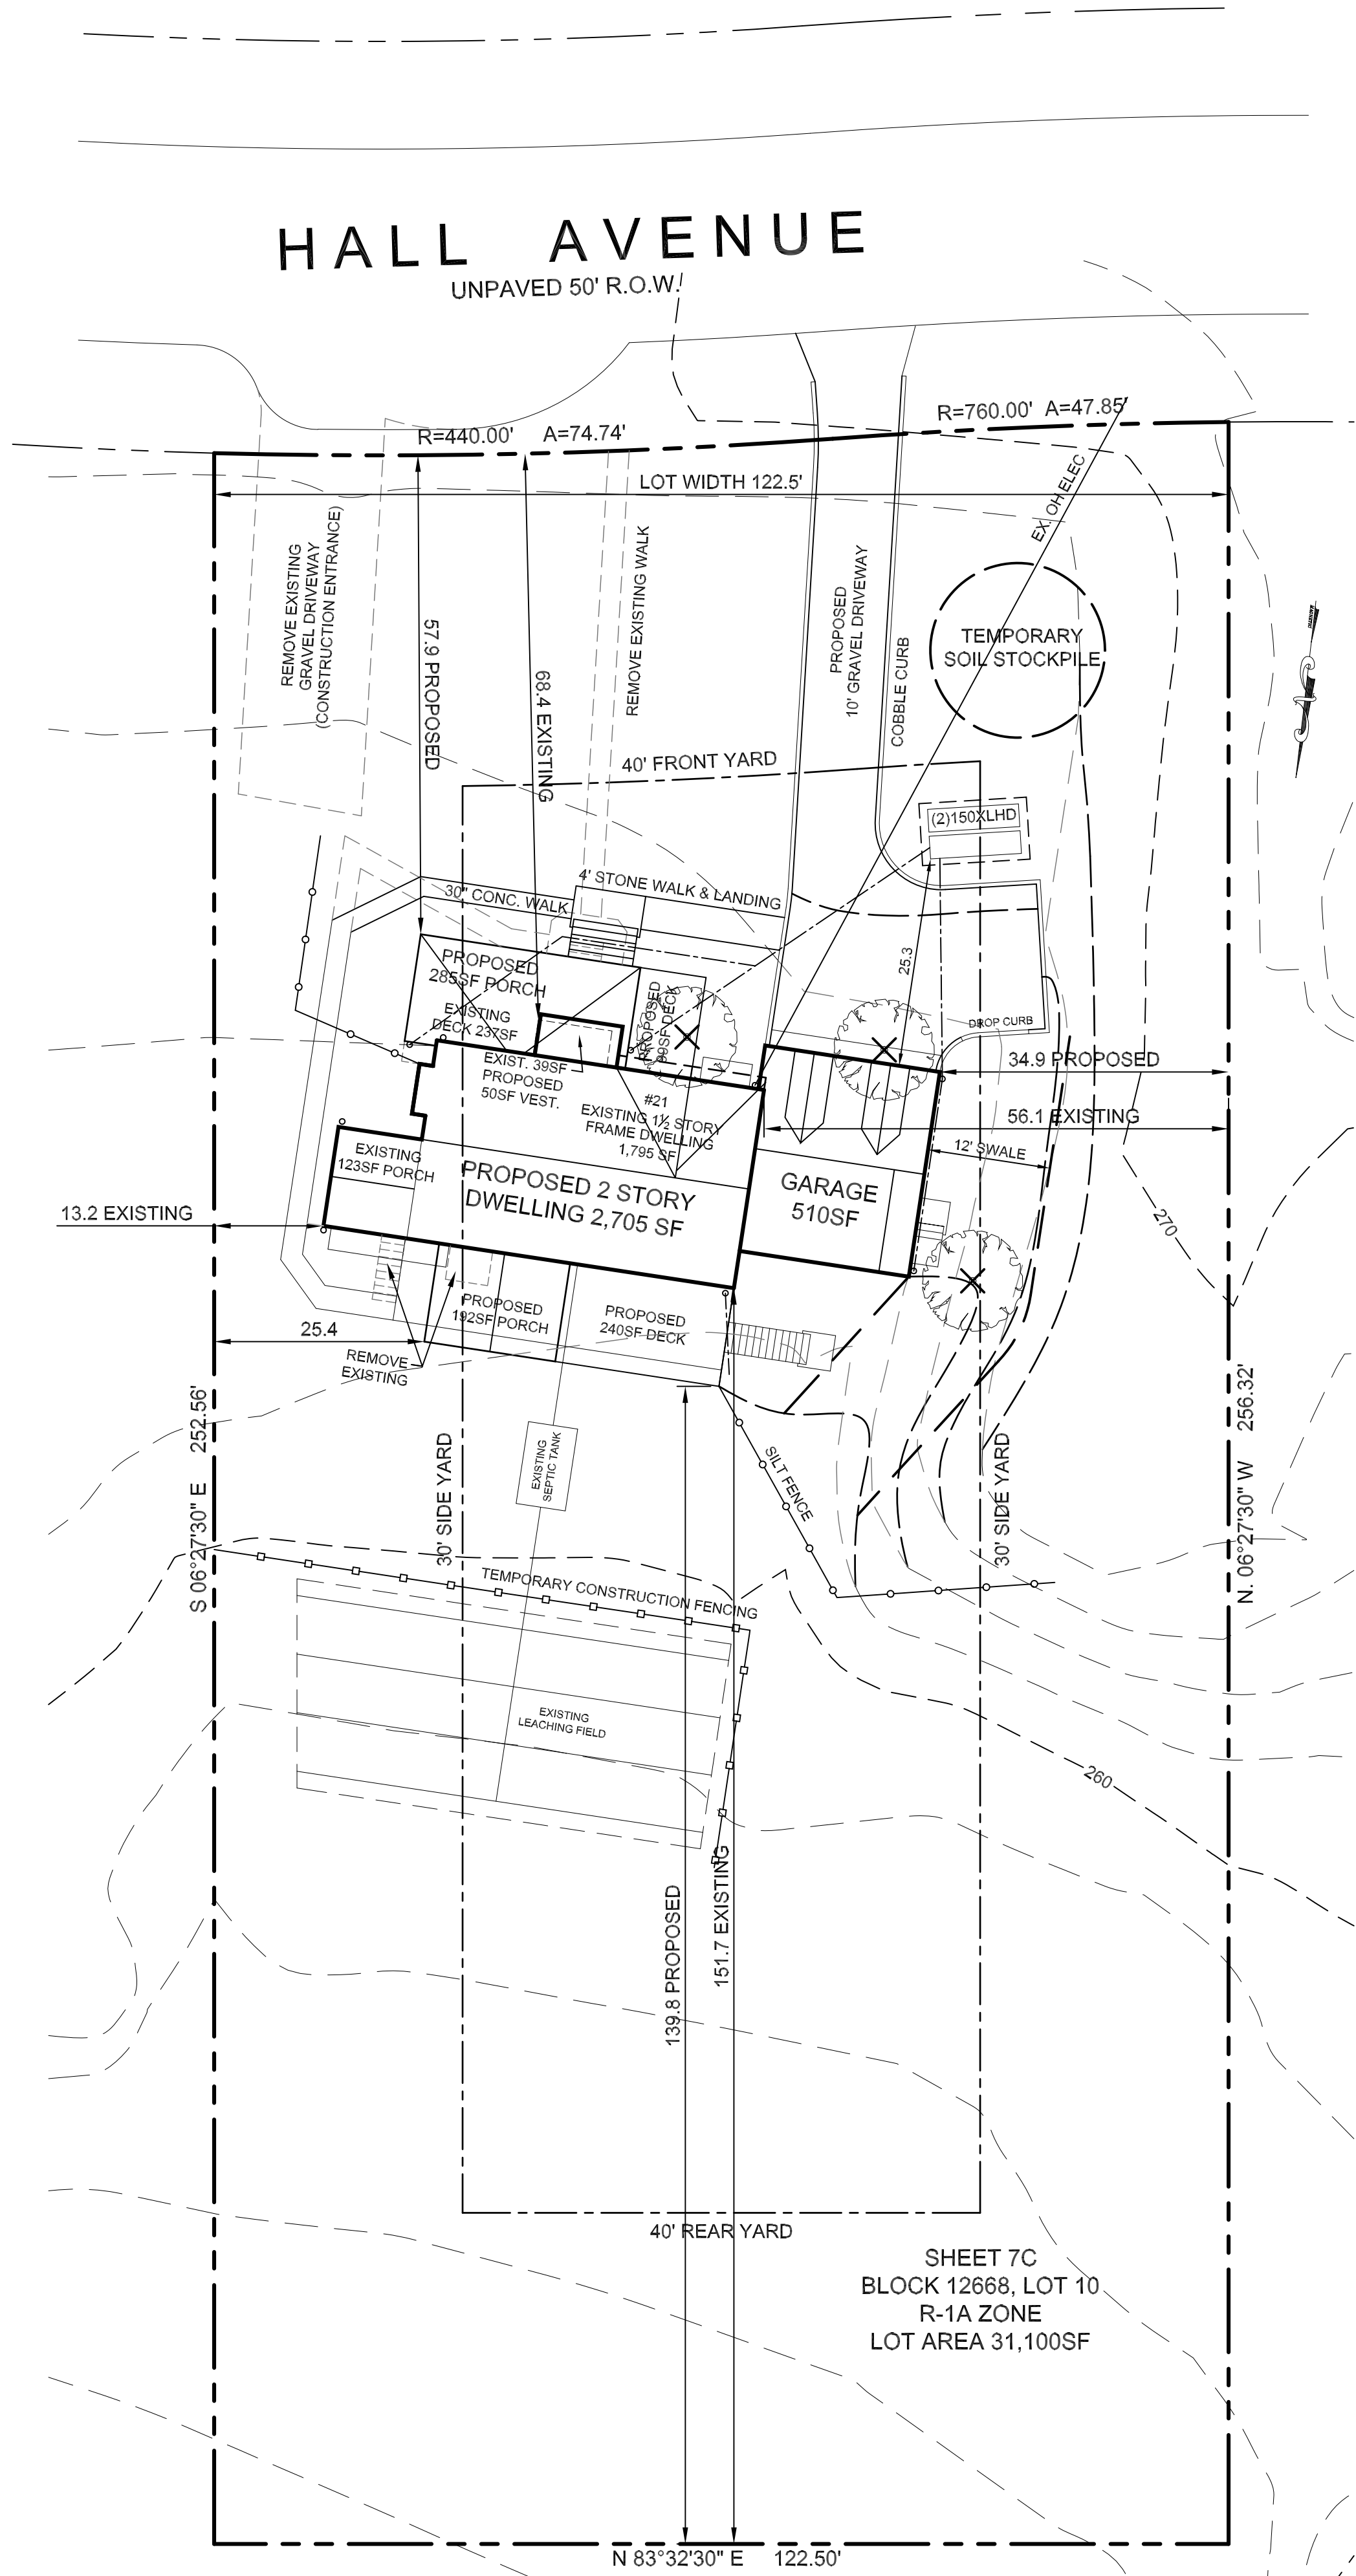 HALL AVENUE
UNPAVED 50' R.O.W.
R=440.00' A=74.74'
R=760.00' A=47.85'
LOT WIDTH 122.5'
EX. OH ELEC
REMOVE EXISTING
GRAVEL DRIVEWAY
(CONSTRUCTION ENTRANCE)
57.9 PROPOSED
68.4 EXISTING
REMOVE EXISTING WALK
PROPOSED
10' GRAVEL DRIVEWAY
COBBLE CURB
TEMPORARY
SOIL STOCKPILE
40' FRONT YARD
(2)150XLHD
30" CONC. WALK
4' STONE WALK & LANDING
PROPOSED
285SF PORCH
EXISTING
DECK 237SF
PROPOSED
89SF DECK
25.3
DROP CURB
34.9 PROPOSED
EXIST. 39SF
PROPOSED
50SF VEST.
#21
EXISTING 1½ STORY
FRAME DWELLING
1,795 SF
56.1 EXISTING
12' SWALE
EXISTING
123SF PORCH
PROPOSED 2 STORY
DWELLING 2,705 SF
GARAGE
510SF
13.2 EXISTING
270
PROPOSED
192SF PORCH
PROPOSED
240SF DECK
25.4
REMOVE
EXISTING
S 06°27'30" E 252.56'
N. 06°27'30" W 256.32'
30' SIDE YARD
EXISTING
SEPTIC TANK
SILT FENCE
30' SIDE YARD
TEMPORARY CONSTRUCTION FENCING
EXISTING
LEACHING FIELD
260
139.8 PROPOSED
151.7 EXISTING
40' REAR YARD
SHEET 7C
BLOCK 12668, LOT 10
R-1A ZONE
LOT AREA 31,100SF
N 83°32'30" E 122.50'